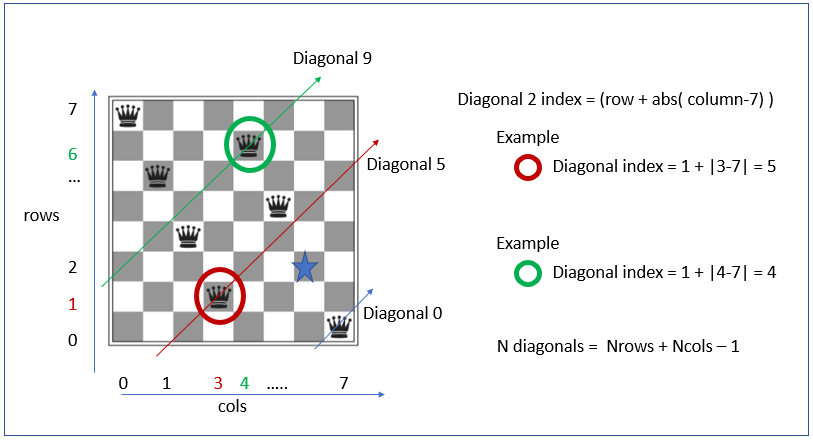 Diagonal 9
Diagonal 2 index = (row + abs( column-7) )
7
Example
6
Diagonal 5
Diagonal index = 1 + |3-7| = 5
...
rows
Example
2
Diagonal index = 1 + |4-7| = 4
1
Diagonal 0
0
N diagonals = Nrows + Ncols – 1
0 1 3 4 ..... 7
cols